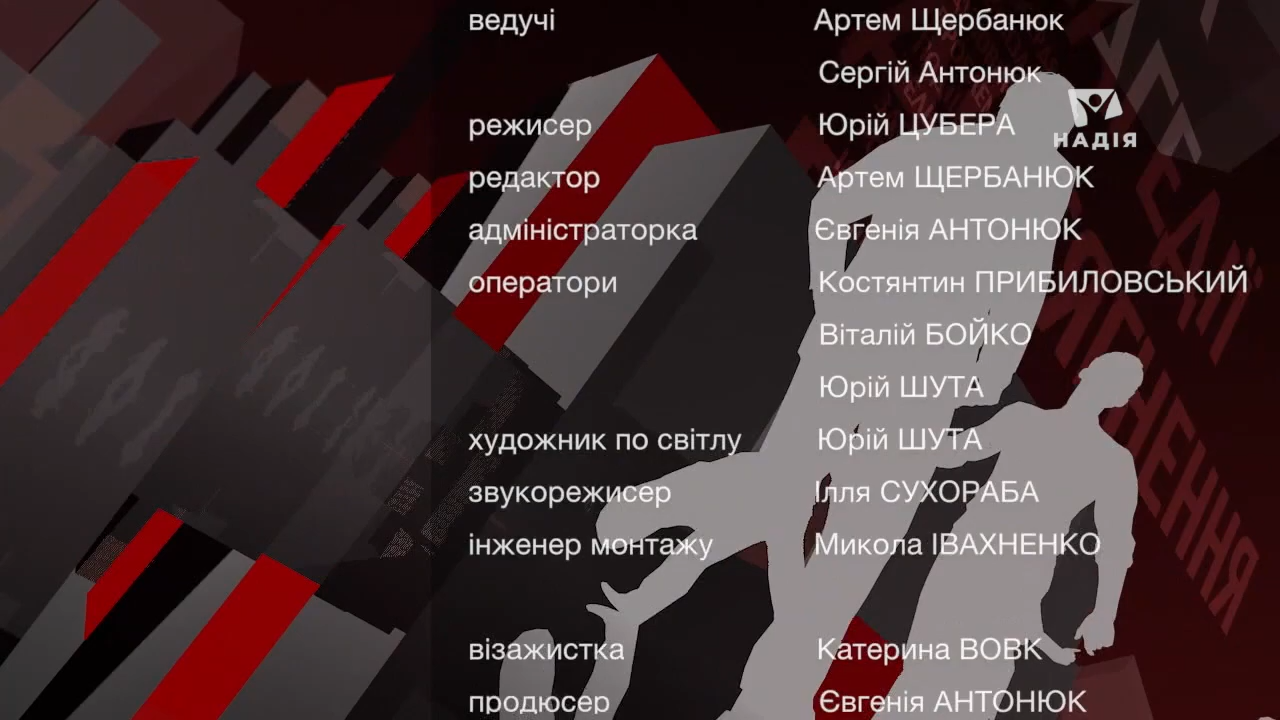 ведучі Артем Щербанюк
Сергій Антонюк
режисер Юрій ЦУБЕРА
НАДІЯ
редактор Артем ЩЕРБАНЮК
адміністраторка Євгенія АНТОНЮК
оператори Костянтин ПРИБИЛОВСЬКИЙ
Віталій БОЙКО
Юрій ШУТА
художник по світлу Юрій ШУТА
звукорежисер Ілля СУХОРАБА
інженер монтажу Микола ІВАХНЕНКО
візажистка Катерина ВОВК
продюсер Євгенія АНТОНЮК